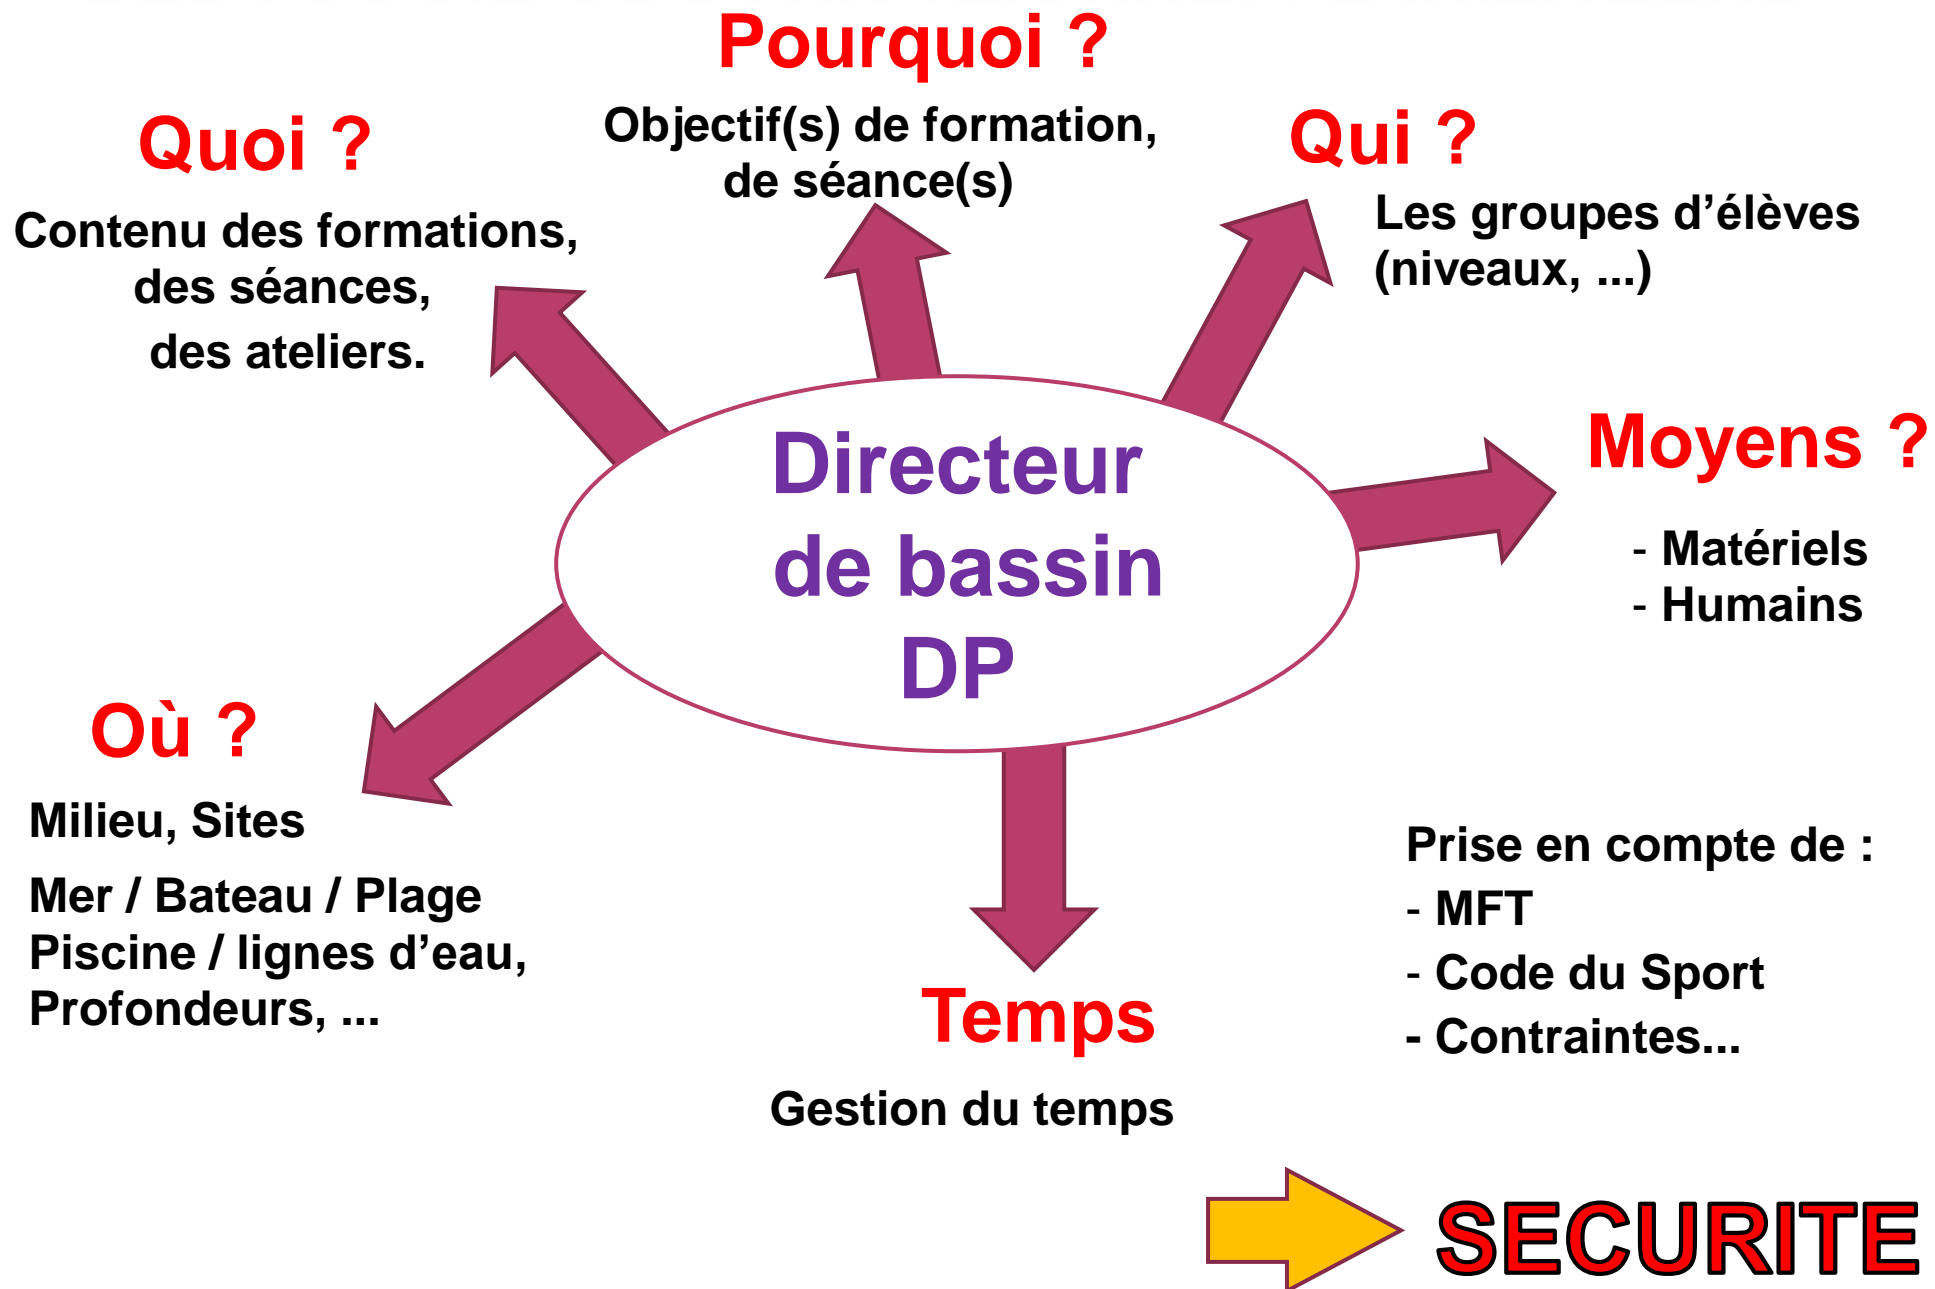 Pourquoi ?
Objectif(s) de formation,
de séance(s)
Quoi ?
Contenu des formations,
des séances,
des ateliers.
Qui ?
Les groupes d’élèves
(niveaux, ...)
Moyens ?
- Matériels
- Humains
Directeur
de bassin
DP
Où ?
Milieu, Sites
Mer / Bateau / Plage
Piscine / lignes d’eau,
Profondeurs, ...
Temps
Gestion du temps
Prise en compte de :
- MFT
- Code du Sport
- Contraintes...
SECURITE